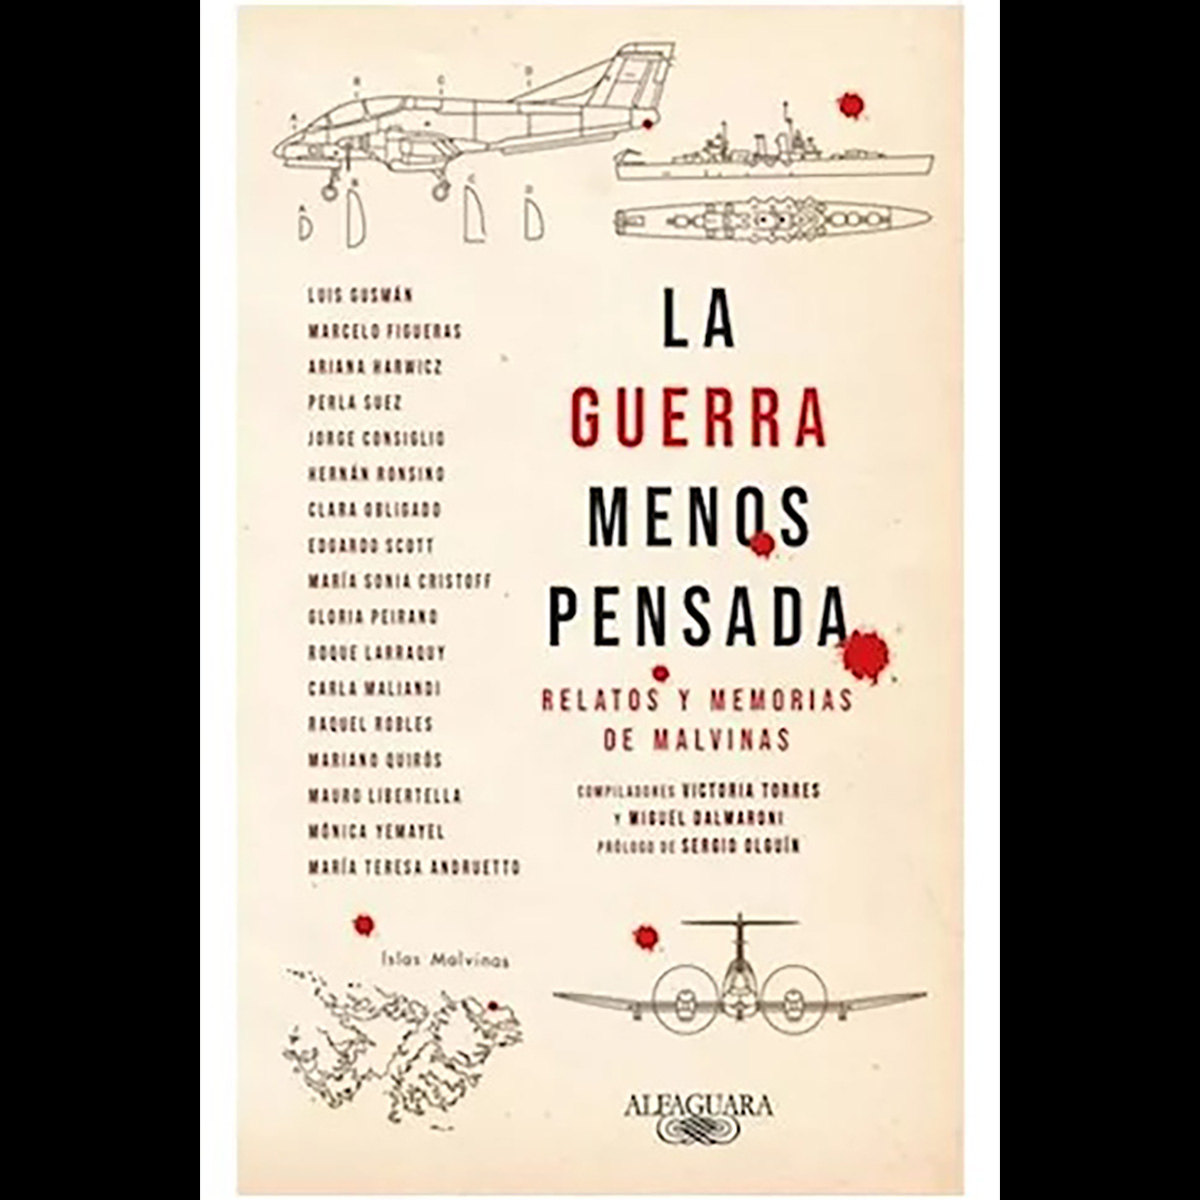 A
B
C
D
A
B
C
D
LUIS GUSMÁN
MARCELO FIGUERAS
ARIANA HARWICZ
PERLA SUEZ
JORGE CONSIGLIO
HERNÁN RONSINO
CLARA OBLIGADO
EDGARDO SCOTT
MARÍA SONIA CRISTOFF
GLORIA PEIRANO
ROQUE LARRAQUY
CARLA MALIANDI
RAQUEL ROBLES
MARIANO QUIRÓS
MAURO LIBERTELLA
MÓNICA YEMAYEL
MARÍA TERESA ANDRUETTO
LA
GUERRA
MENOS
PENSADA
RELATOS Y MEMORIAS
DE MALVINAS
COMPILADORES VICTORIA TORRES
Y MIGUEL DALMARONI
PRÓLOGO DE SERGIO OLGUÍN
Islas Malvinas
ALFAGUARA